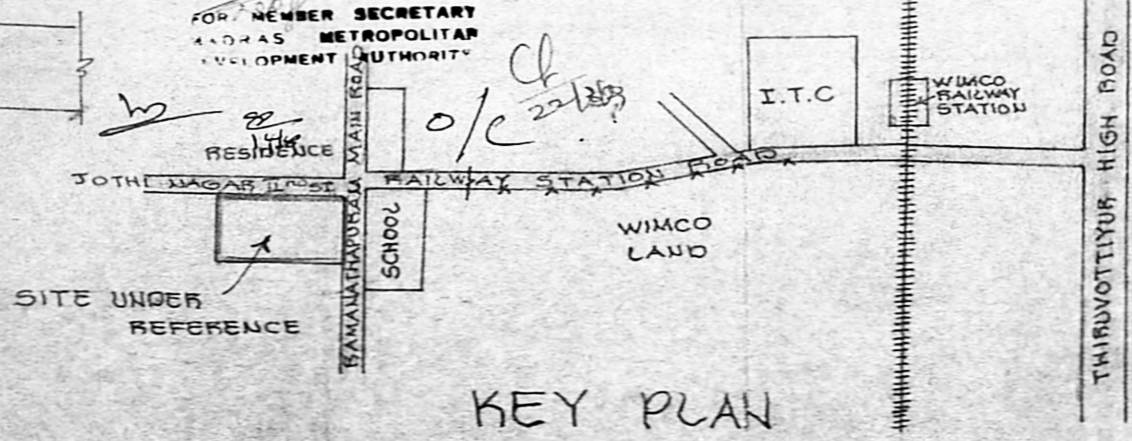 FOR MEMBER SECRETARY
MADRAS METROPOLITAN
DEVELOPMENT AUTHORITY
RESIDENCE
JOTHI NAGAR IIND ST
RAMANATHAPURAM MAIN ROAD
O/C
RAILWAY STATION ROAD
SCHOOL
I.T.C
WIMCO
RAILWAY
STATION
THIRUVOTTIYUR HIGH ROAD
WIMCO
LAND
SITE UNDER
REFERENCE
KEY PLAN